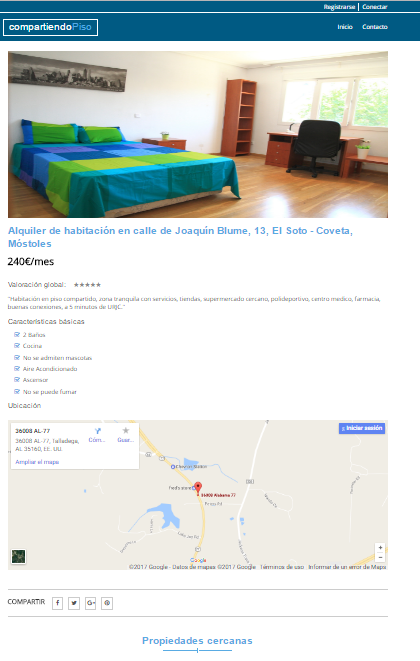 Registrarse | Conectar
compartiendoPiso
Inicio Contacto
Alquiler de habitación en calle de Joaquín Blume, 13, El Soto - Coveta,
Móstoles
240€/mes
Valoración global: ★★★★★
"Habitación en piso compartido, zona tranquila con servicios, tiendas, supermercado cercano, polideportivo, centro medico, farmacia,
buenas conexiones, a 5 minutos de URJC."
Características básicas
2 Baños
Cocina
No se admiten mascotas
Aire Acondicionado
Ascensor
No se puede fumar
Ubicación
36008 AL-77
36008 AL-77, Talladega,
AL 35160, EE. UU.
Cóm... Guar...
Ampliar el mapa
Iniciar sesión
36008 Alabama 77
Google
©2017 Google - Datos de mapas ©2017 Google Términos de uso Informar de un error de Maps
COMPARTIR
Propiedades cercanas